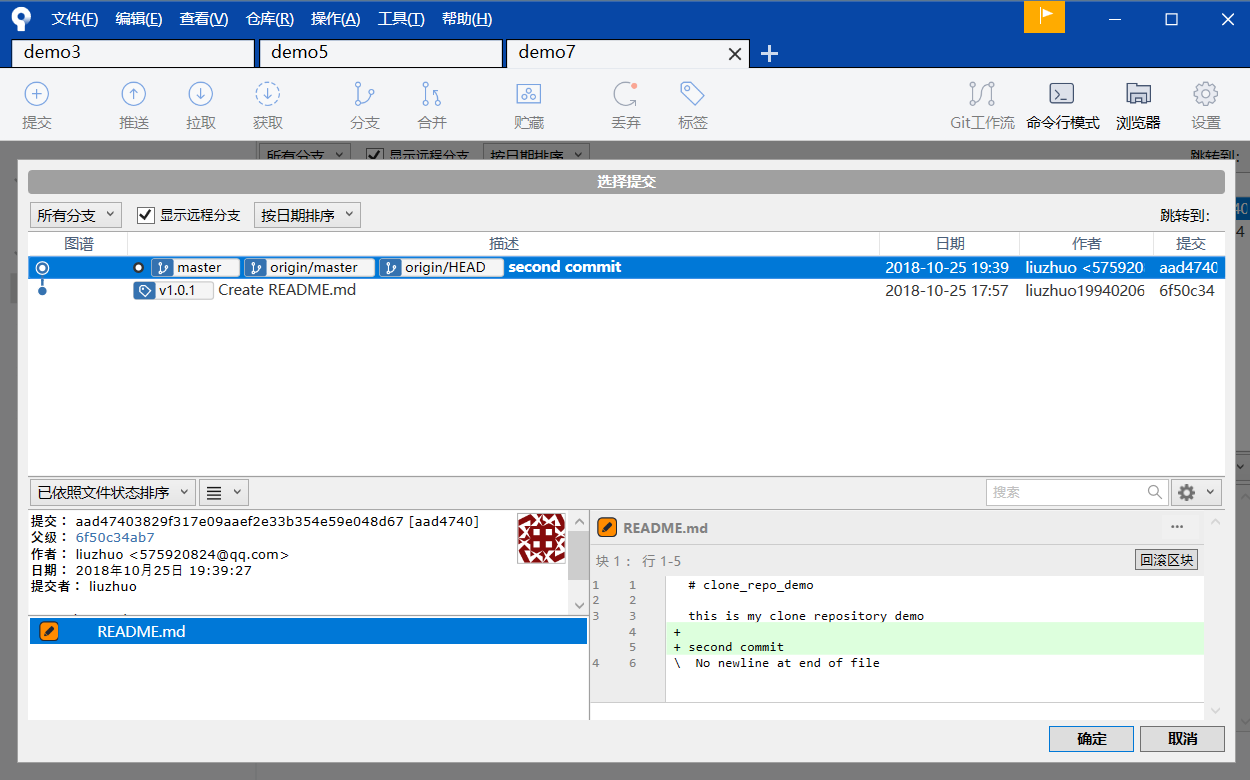 文件(F) 编辑(E) 查看(V) 仓库(R) 操作(A) 工具(T) 帮助(H)
demo3 demo5 demo7
提交 推送 拉取 获取 分支 合并 贮藏 丢弃 标签 Git工作流 命令行模式 浏览器 设置
所有分支 显示远程分支 按日期排序 跳转到:
选择提交
所有分支 显示远程分支 按日期排序 跳转到:
图谱 描述 日期 作者 提交
master origin/master origin/HEAD second commit 2018-10-25 19:39 liuzhuo <575920 aad4740
v1.0.1 Create README.md 2018-10-25 17:57 liuzhuo19940206 6f50c34
已依照文件状态排序 搜索
提交： aad47403829f317e09aaef2e33b354e59e048d67 [aad4740]
父级： 6f50c34ab7
作者： liuzhuo <575920824@qq.com>
日期： 2018年10月25日 19:39:27
提交者： liuzhuo
README.md
README.md ...
块 1： 行 1-5 回滚区块
1 1 # clone_repo_demo
2 2
3 3 this is my clone repository demo
4 +
5 + second commit
4 6 \ No newline at end of file
确定 取消